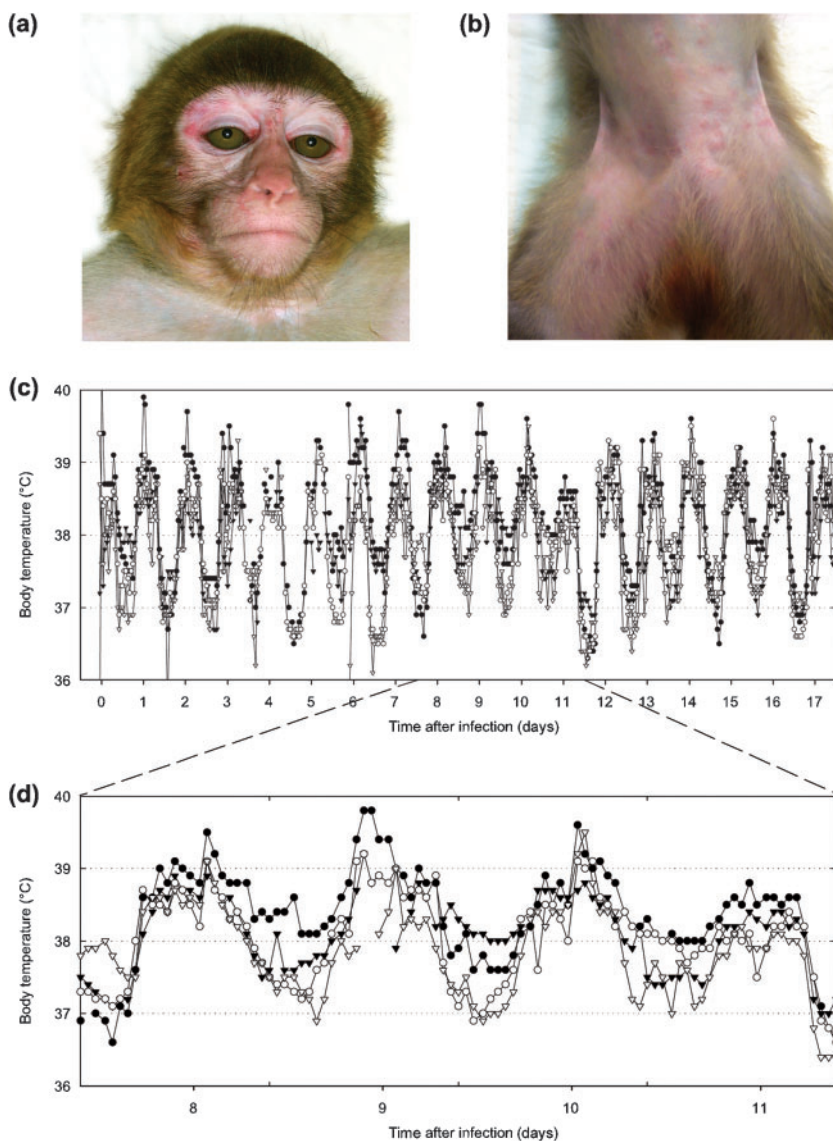 (a)
(b)
(c)
40
39
38
37
36
Body temperature (°C)
0 1 2 3 4 5 6 7 8 9 10 11 12 13 14 15 16 17
Time after infection (days)
(d)
40
39
38
37
36
Body temperature (°C)
8 9 10 11
Time after infection (days)